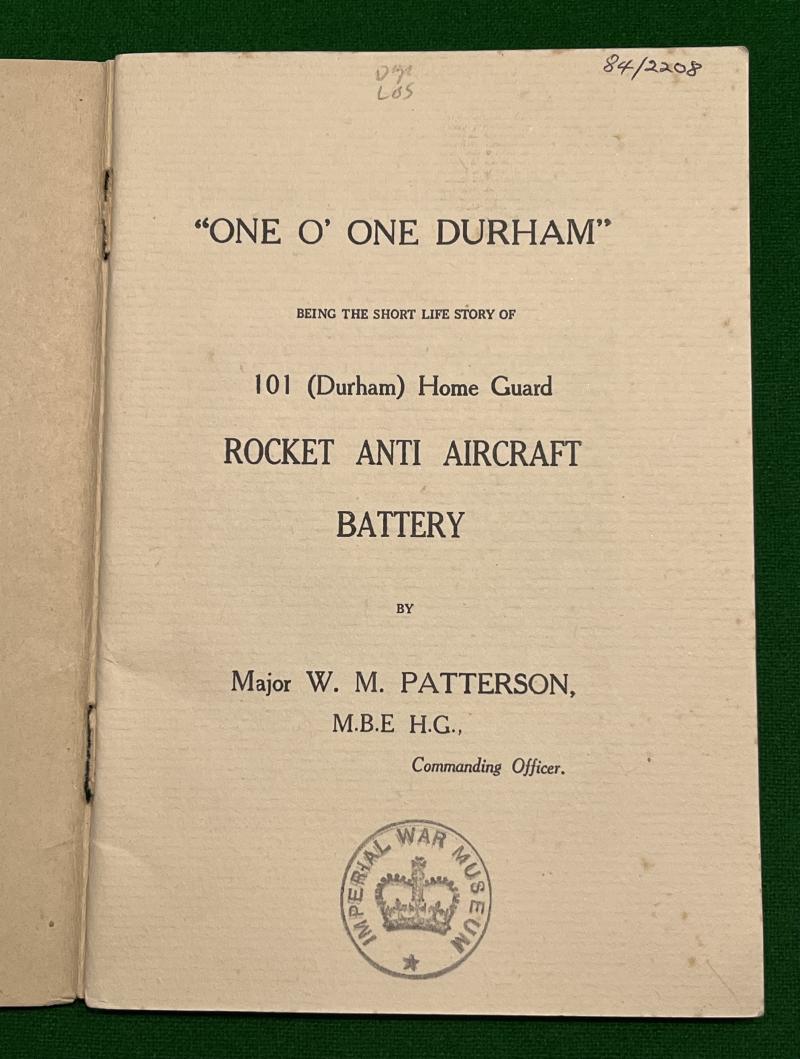 84/2208
"ONE O' ONE DURHAM"
BEING THE SHORT LIFE STORY OF
101 (Durham) Home Guard
ROCKET ANTI AIRCRAFT
BATTERY
BY
Major W. M. PATTERSON,
M.B.E H.G.,
Commanding Officer.
IMPERIAL WAR MUSEUM